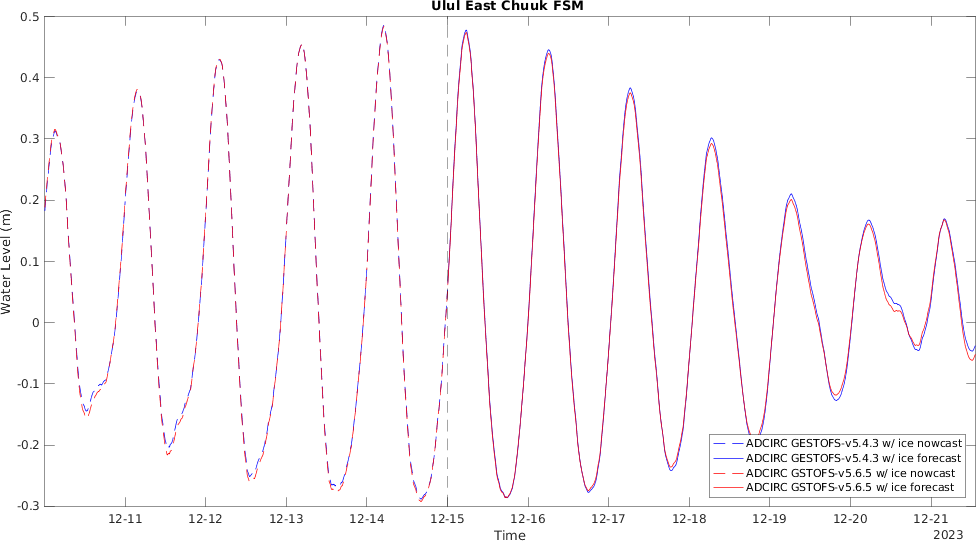 Ulul East Chuuk FSM
0.5
0.4
0.3
0.2
0.1
0
-0.1
-0.2
-0.3
Water Level (m)
12-11 12-12 12-13 12-14 12-15 12-16 12-17 12-18 12-19 12-20 12-21
Time
2023
ADCIRC GESTOFS-v5.4.3 w/ ice nowcast
ADCIRC GESTOFS-v5.4.3 w/ ice forecast
ADCIRC GSTOFS-v5.6.5 w/ ice nowcast
ADCIRC GSTOFS-v5.6.5 w/ ice forecast